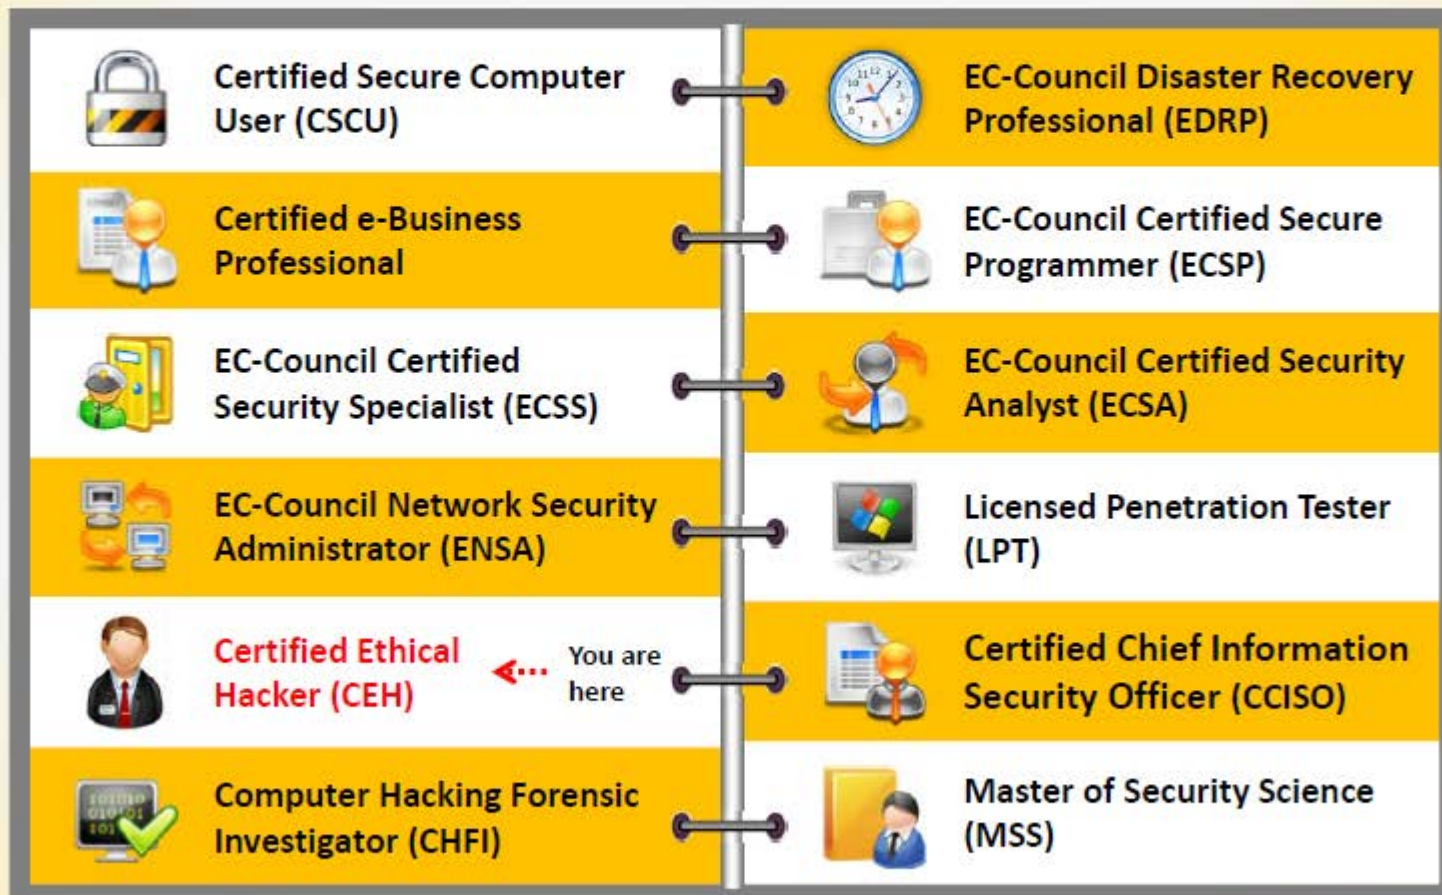 Certified Secure Computer
User (CSCU)
Certified e-Business
Professional
EC-Council Certified
Security Specialist (ECSS)
EC-Council Network Security
Administrator (ENSA)
Certified Ethical
Hacker (CEH)
You are
here
Computer Hacking Forensic
Investigator (CHFI)
EC-Council Disaster Recovery
Professional (EDRP)
EC-Council Certified Secure
Programmer (ECSP)
EC-Council Certified Security
Analyst (ECSA)
Licensed Penetration Tester
(LPT)
Certified Chief Information
Security Officer (CCISO)
Master of Security Science
(MSS)